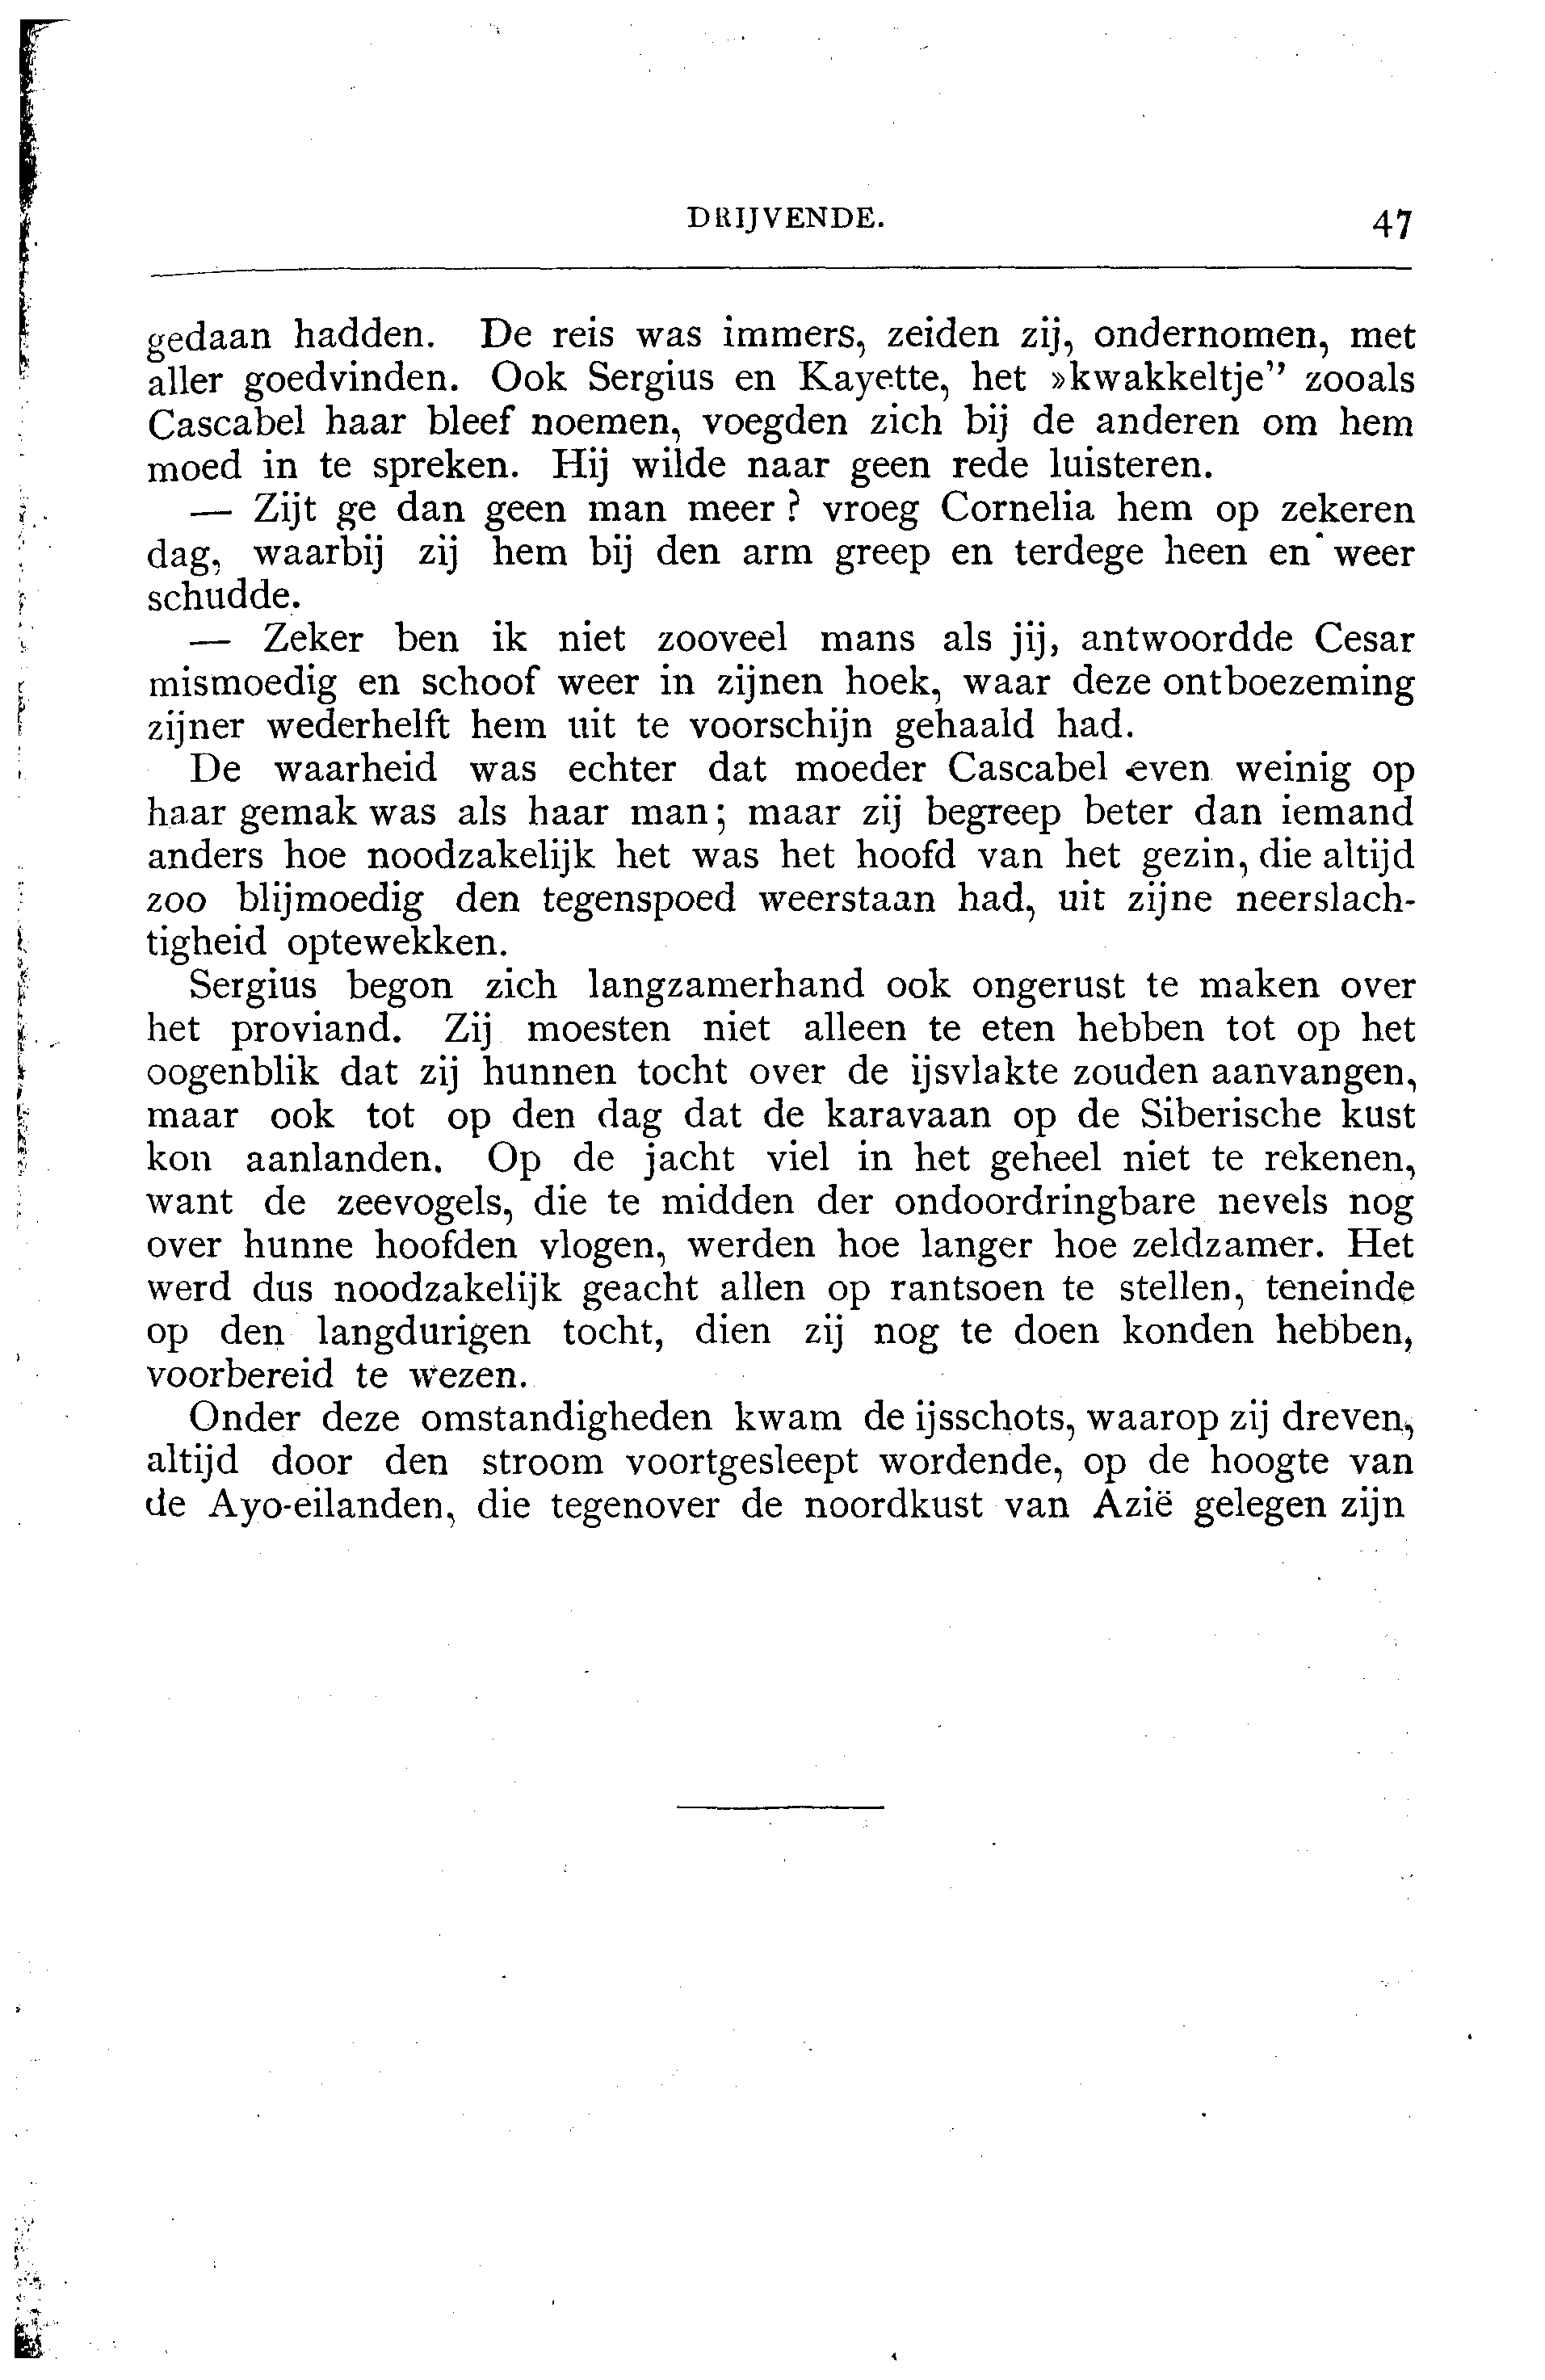 DRIJVENDE. 47
gedaan hadden. De reis was immers, zeiden zij, ondernomen, met
aller goedvinden. Ook Sergius en Kayette, het »kwakkeltje” zooals
Cascabel haar bleef noemen, voegden zich bij de anderen om hem
moed in te spreken. Hij wilde naar geen rede luisteren.
— Zijt ge dan geen man meer? vroeg Cornelia hem op zekeren
dag, waarbij zij hem bij den arm greep en terdege heen en weer
schudde.
— Zeker ben ik niet zooveel mans als jij, antwoordde Cesar
mismoedig en schoof weer in zijnen hoek, waar deze ontboezeming
zijner wederhelft hem uit te voorschijn gehaald had.
De waarheid was echter dat moeder Cascabel even weinig op
haar gemak was als haar man; maar zij begreep beter dan iemand
anders hoe noodzakelijk het was het hoofd van het gezin, die altijd
zoo blijmoedig den tegenspoed weerstaan had, uit zijne neerslach-
tigheid optewekken.
Sergius begon zich langzamerhand ook ongerust te maken over
het proviand. Zij moesten niet alleen te eten hebben tot op het
oogenblik dat zij hunnen tocht over de ijsvlakte zouden aanvangen,
maar ook tot op den dag dat de karavaan op de Siberische kust
kon aanlanden. Op de jacht viel in het geheel niet te rekenen,
want de zeevogels, die te midden der ondoordringbare nevels nog
over hunne hoofden vlogen, werden hoe langer hoe zeldzamer. Het
werd dus noodzakelijk geacht allen op rantsoen te stellen, teneinde
op den langdurigen tocht, dien zij nog te doen konden hebben,
voorbereid te wezen.
Onder deze omstandigheden kwam de ijsschots, waarop zij dreven,
altijd door den stroom voortgesleept wordende, op de hoogte van
de Ayo-eilanden, die tegenover de noordkust van Azië gelegen zijn